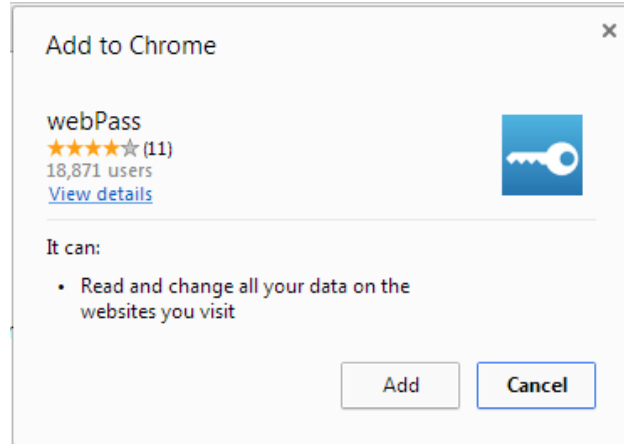 Add to Chrome
webPass
(11)
18,871 users
View details
It can:
• Read and change all your data on the
websites you visit
Add
Cancel